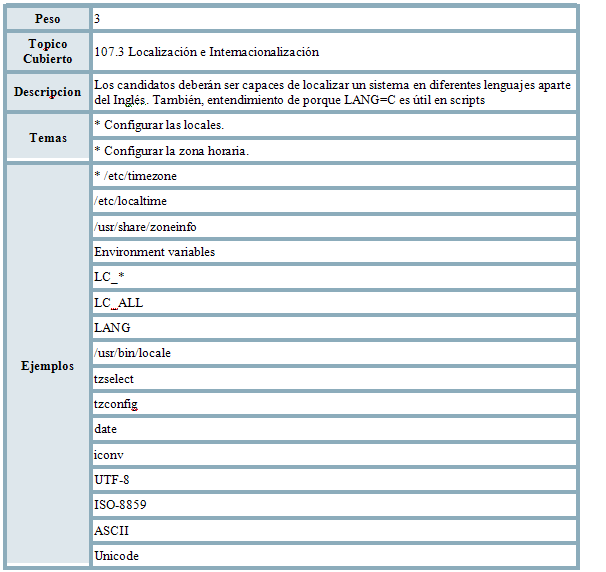 Peso 3
Topico Cubierto 107.3 Localización e Internacionalización
Descripcion Los candidatos deberán ser capaces de localizar un sistema en diferentes lenguajes aparte
del Inglés. También, entendimiento de porque LANG=C es útil en scripts
Temas * Configurar las locales.
* Configurar la zona horaria.
Ejemplos * /etc/timezone
/etc/localtime
/usr/share/zoneinfo
Environment variables
LC_*
LC_ALL
LANG
/usr/bin/locale
tzselect
tzconfig
date
iconv
UTF-8
ISO-8859
ASCII
Unicode